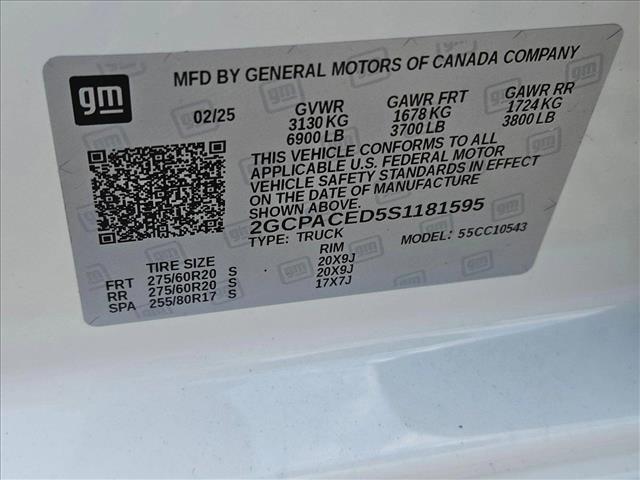 gm
MFD BY GENERAL MOTORS OF CANADA COMPANY
02/25 GVWR GAWR FRT GAWR RR
3130 KG 1678 KG 1724 KG
6900 LB 3700 LB 3800 LB
THIS VEHICLE CONFORMS TO ALL
APPLICABLE U.S. FEDERAL MOTOR
VEHICLE SAFETY STANDARDS IN EFFECT
ON THE DATE OF MANUFACTURE
SHOWN ABOVE.
2GCPACED5S1181595
TYPE: TRUCK MODEL: 55CC10543
TIRE SIZE RIM
FRT 275/60R20 S 20X9J
RR 275/60R20 S 20X9J
SPA 255/80R17 S 17X7J